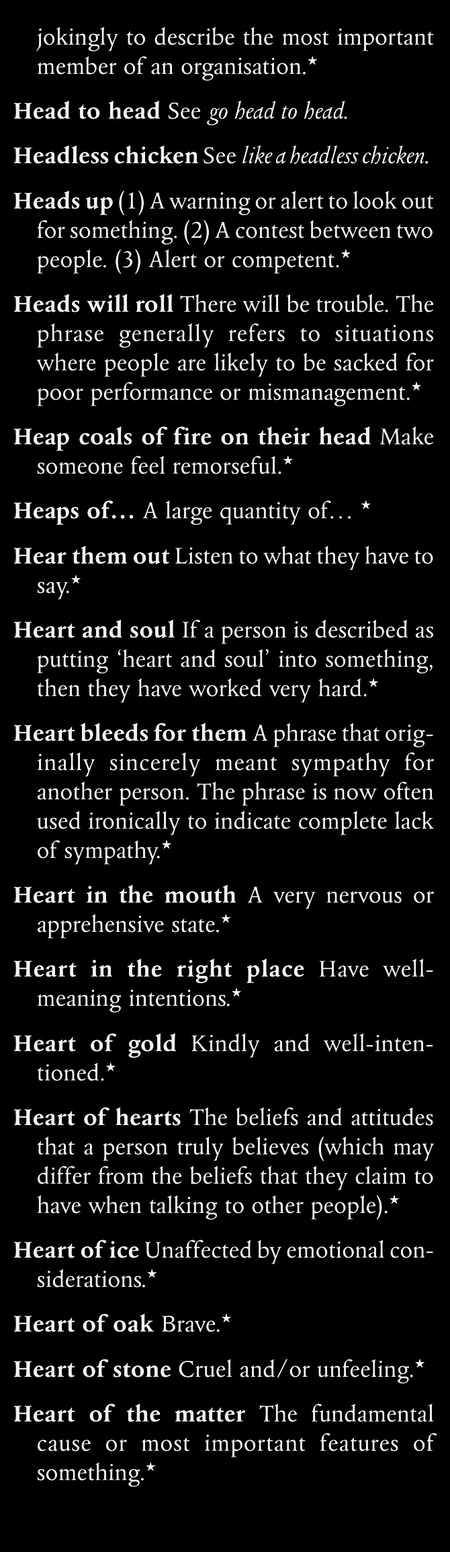 jokingly to describe the most important
member of an organisation.★
Head to head See go head to head.
Headless chicken See like a headless chicken.
Heads up (1) A warning or alert to look out
for something. (2) A contest between two
people. (3) Alert or competent.★
Heads will roll There will be trouble. The
phrase generally refers to situations
where people are likely to be sacked for
poor performance or mismanagement.★
Heap coals of fire on their head Make
someone feel remorseful.★
Heaps of... A large quantity of... ★
Hear them out Listen to what they have to
say.★
Heart and soul If a person is described as
putting ‘heart and soul’ into something,
then they have worked very hard.★
Heart bleeds for them A phrase that orig-
inally sincerely meant sympathy for
another person. The phrase is now often
used ironically to indicate complete lack
of sympathy.★
Heart in the mouth A very nervous or
apprehensive state.★
Heart in the right place Have well-
meaning intentions.★
Heart of gold Kindly and well-inten-
tioned.★
Heart of hearts The beliefs and attitudes
that a person truly believes (which may
differ from the beliefs that they claim to
have when talking to other people).★
Heart of ice Unaffected by emotional con-
siderations.★
Heart of oak Brave.★
Heart of stone Cruel and/or unfeeling.★
Heart of the matter The fundamental
cause or most important features of
something.★